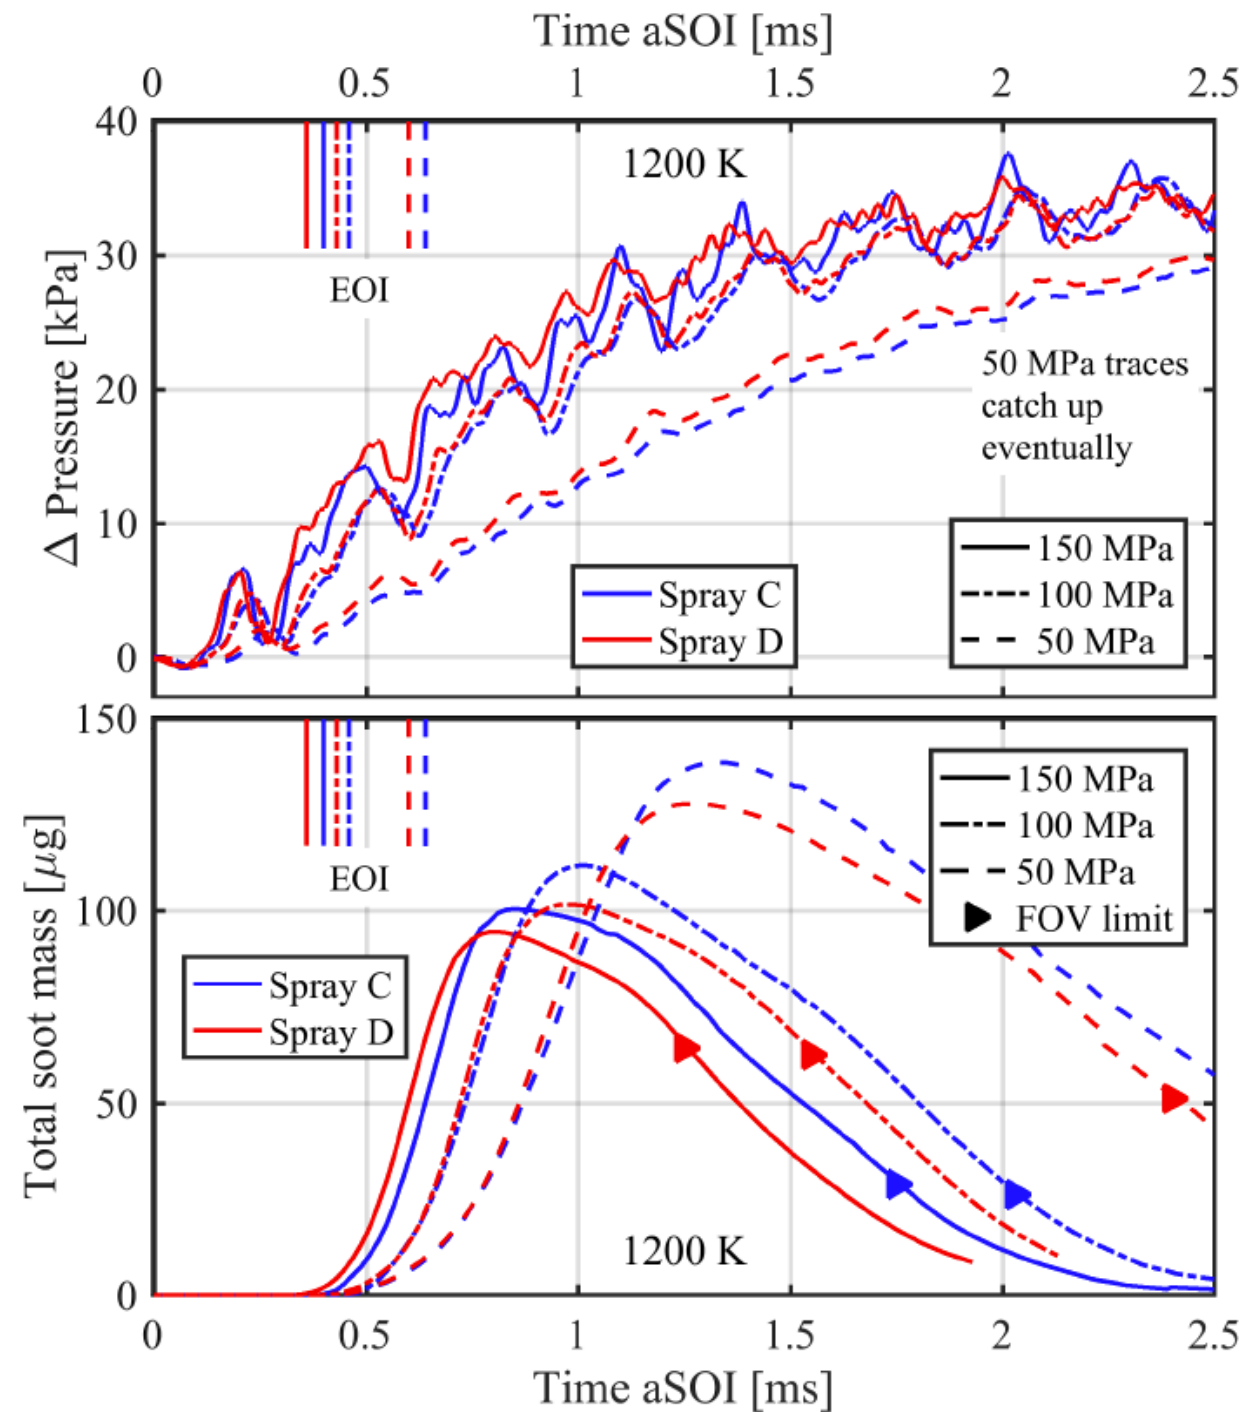 Time aSOI [ms]
0 0.5 1 1.5 2 2.5
40
30
20
10
0
Δ Pressure [kPa]
1200 K
EOI
50 MPa traces
catch up
eventually
Spray C
Spray D
150 MPa
100 MPa
50 MPa
150
100
50
0
Total soot mass [μg]
EOI
150 MPa
100 MPa
50 MPa
FOV limit
Spray C
Spray D
1200 K
0 0.5 1 1.5 2 2.5
Time aSOI [ms]